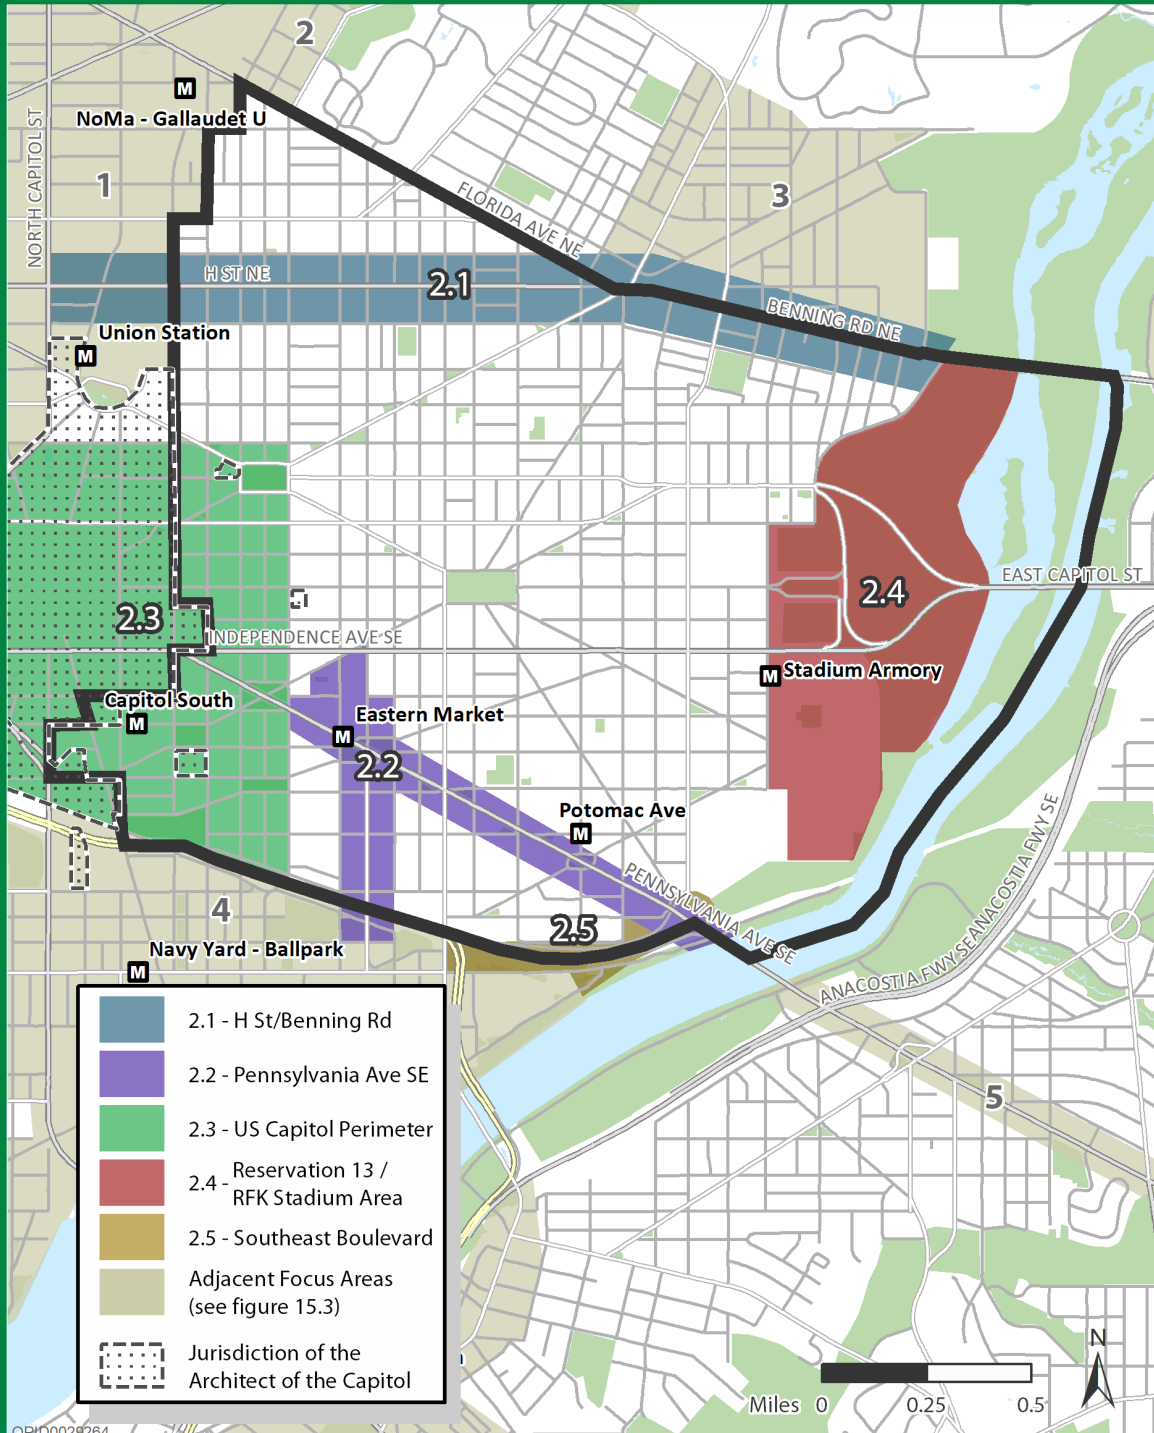 2
M
NoMa - Gallaudet U
NORTH CAPITOL ST
1
3
FLORIDA AVE NE
H ST NE
2.1
BENNING RD NE
Union Station
M
EAST CAPITOL ST
2.4
2.3
INDEPENDENCE AVE SE
Stadium Armory
M
Capitol South
M
Eastern Market
M
2.2
Potomac Ave
M
PENNSYLVANIA AVE SE
ANACOSTIA FWY SE
ANACOSTIA FWY SE
4
2.5
Navy Yard - Ballpark
M
5
2.1 - H St/Benning Rd
2.2 - Pennsylvania Ave SE
2.3 - US Capitol Perimeter
2.4 - Reservation 13 /
RFK Stadium Area
2.5 - Southeast Boulevard
Adjacent Focus Areas
(see figure 15.3)
Jurisdiction of the
Architect of the Capitol
N
Miles 0 0.25 0.5